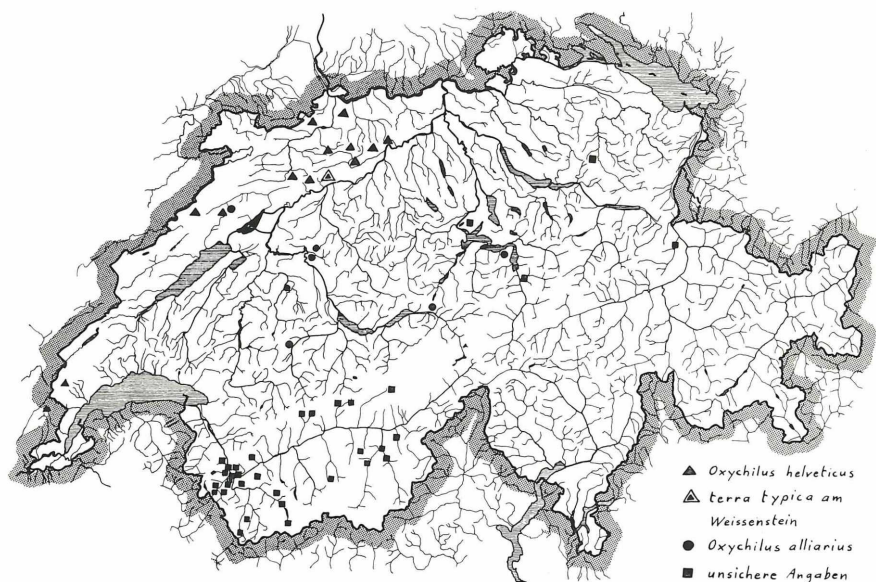 Oxychilus helveticus
terra typica am
Weissenstein
Oxychilus alliarius
unsichere Angaben